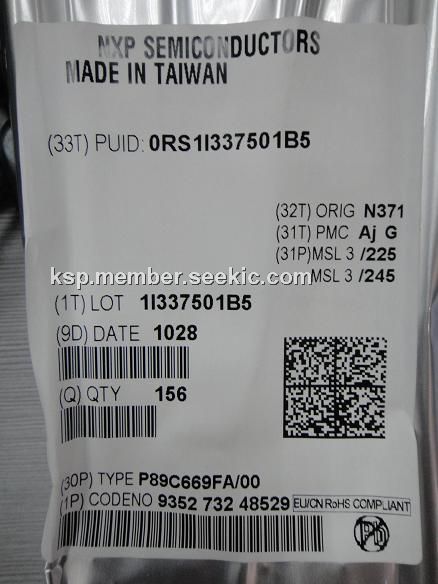 NXP SEMICONDUCTORS
MADE IN TAIWAN
(33T) PUID: 0RS1I337501B5
(32T) ORIG N371
(31T) PMC Aj G
(31P)MSL 3 /225
MSL 3 /245
ksp.member.seekic.com
(1T) LOT 1I337501B5
(9D) DATE 1028
(Q) QTY 156
(30P) TYPE P89C669FA/00
(1P) CODENO 9352 732 48529 EU/CN RoHS COMPLIANT
Pb